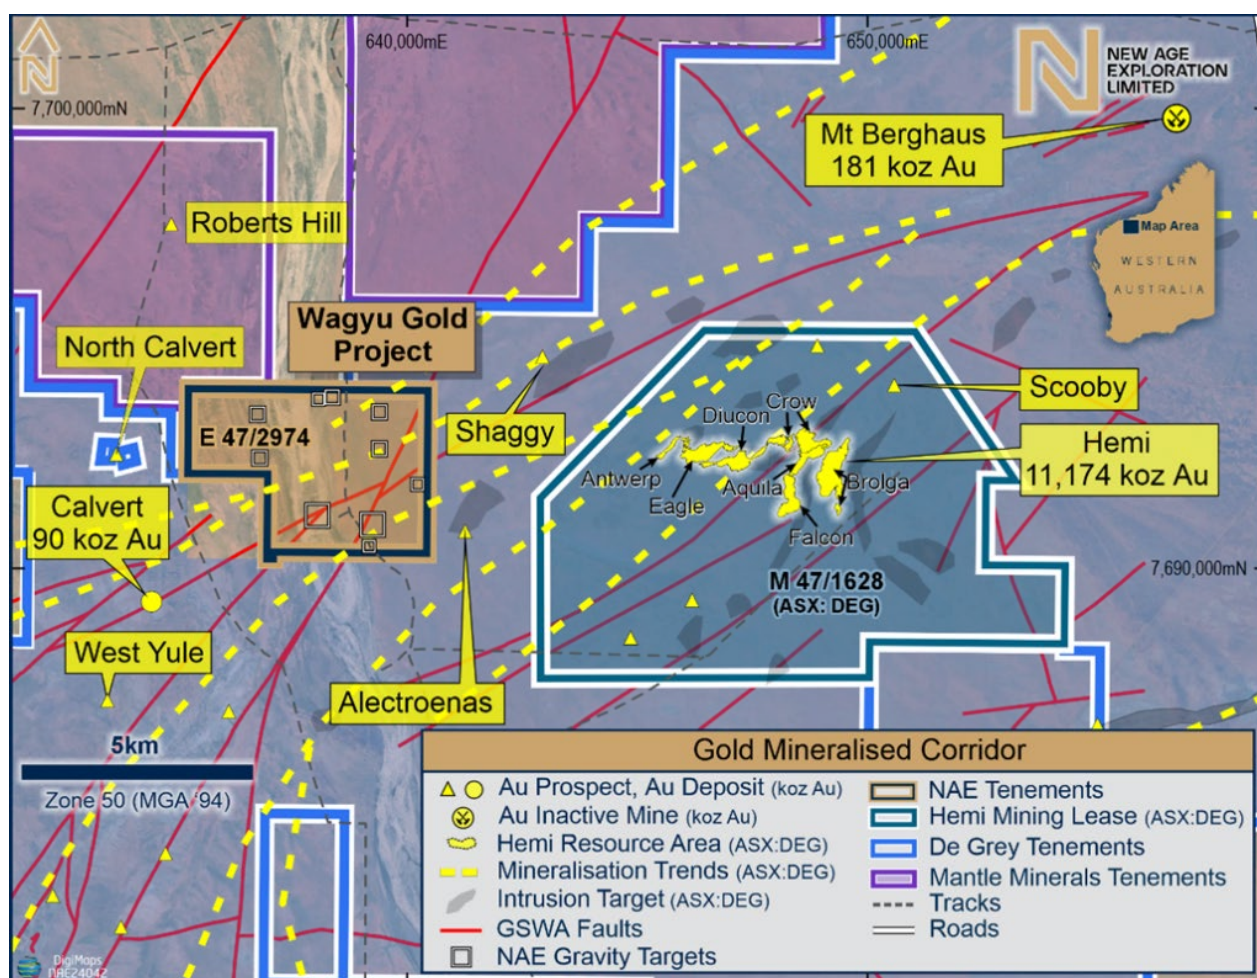 640,000mE
650,000mE
N
NEW AGE
EXPLORATION
LIMITED
7,700,000mN
Mt Berghaus
181 koz Au
Roberts Hill
Map Area
WESTERN
AUSTRALIA
Wagyu Gold
Project
North Calvert
E 47/2974
Shaggy
Scooby
Crow
Diucon
Hemi
11,174 koz Au
Antwerp
Eagle
Aquila
Brolga
Falcon
Calvert
90 koz Au
M 47/1628
(ASX: DEG)
7,690,000mN
West Yule
Alectroenas
5km
Zone 50 (MGA '94)
Gold Mineralised Corridor
Au Prospect, Au Deposit (koz Au)
Au Inactive Mine (koz Au)
Hemi Resource Area (ASX:DEG)
Mineralisation Trends (ASX:DEG)
Intrusion Target (ASX:DEG)
GSWA Faults
NAE Gravity Targets
NAE Tenements
Hemi Mining Lease (ASX:DEG)
De Grey Tenements
Mantle Minerals Tenements
Tracks
Roads
DigiMaps
NAE24042